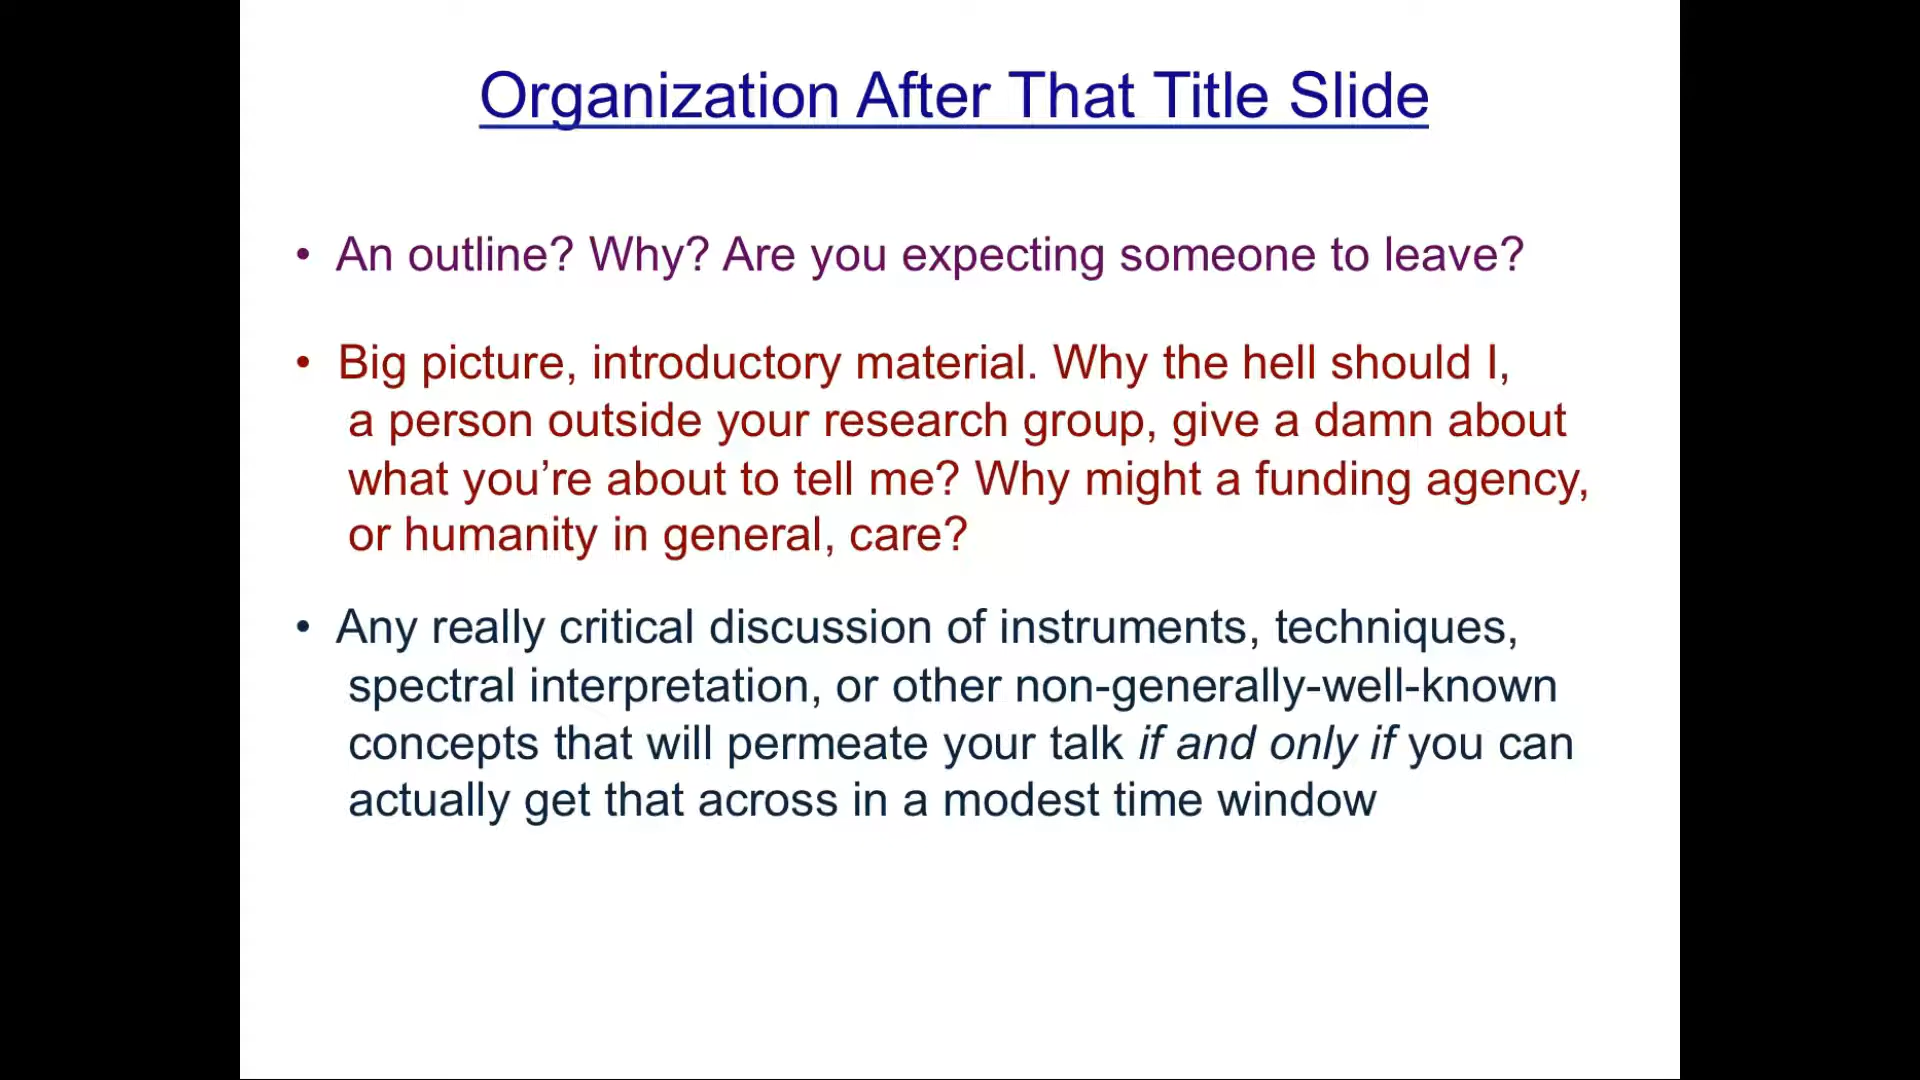 Organization After That Title Slide
• An outline? Why? Are you expecting someone to leave?
• Big picture, introductory material. Why the hell should I,
a person outside your research group, give a damn about
what you’re about to tell me? Why might a funding agency,
or humanity in general, care?
• Any really critical discussion of instruments, techniques,
spectral interpretation, or other non-generally-well-known
concepts that will permeate your talk if and only if you can
actually get that across in a modest time window